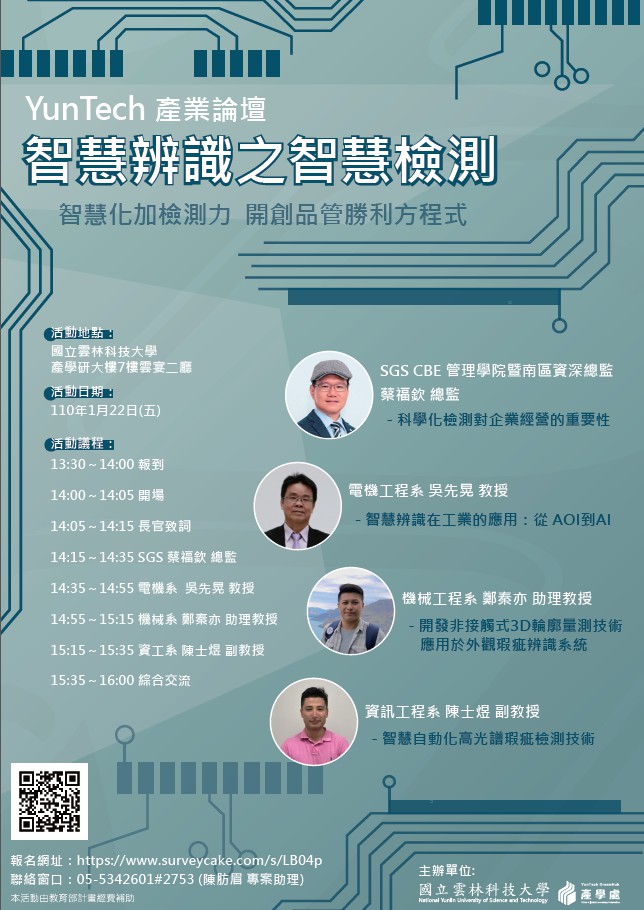 YunTech 產業論壇
智慧辨識之智慧檢測
智慧化加檢測力 開創品管勝利方程式
活動地點：
國立雲林科技大學
產學研大樓7樓雲宴二廳
活動日期：
110年1月22日(五)
活動議程：
13:30～14:00 報到
14:00～14:05 開場
14:05～14:15 長官致詞
14:15～14:35 SGS 蔡福欽 總監
14:35～14:55 電機系 吳先晃 教授
14:55～15:15 機械系 鄭秦亦 助理教授
15:15～15:35 資工系 陳士煜 副教授
15:35～16:00 綜合交流
SGS CBE 管理學院暨南區資深總監
蔡福欽 總監
- 科學化檢測對企業經營的重要性
電機工程系 吳先晃 教授
- 智慧辨識在工業的應用：從 AOI到AI
機械工程系 鄭秦亦 助理教授
- 開發非接觸式3D輪廓量測技術
應用於外觀瑕疵辨識系統
資訊工程系 陳士煜 副教授
- 智慧自動化高光譜瑕疵檢測技術
報名網址：https://www.surveycake.com/s/LB04p
聯絡窗口：05-5342601#2753 (陳肪眉 專案助理)
本活動由教育部計畫經費補助
主辦單位:
國立雲林科技大學
National Yunlin University of Science and Technology
產學處